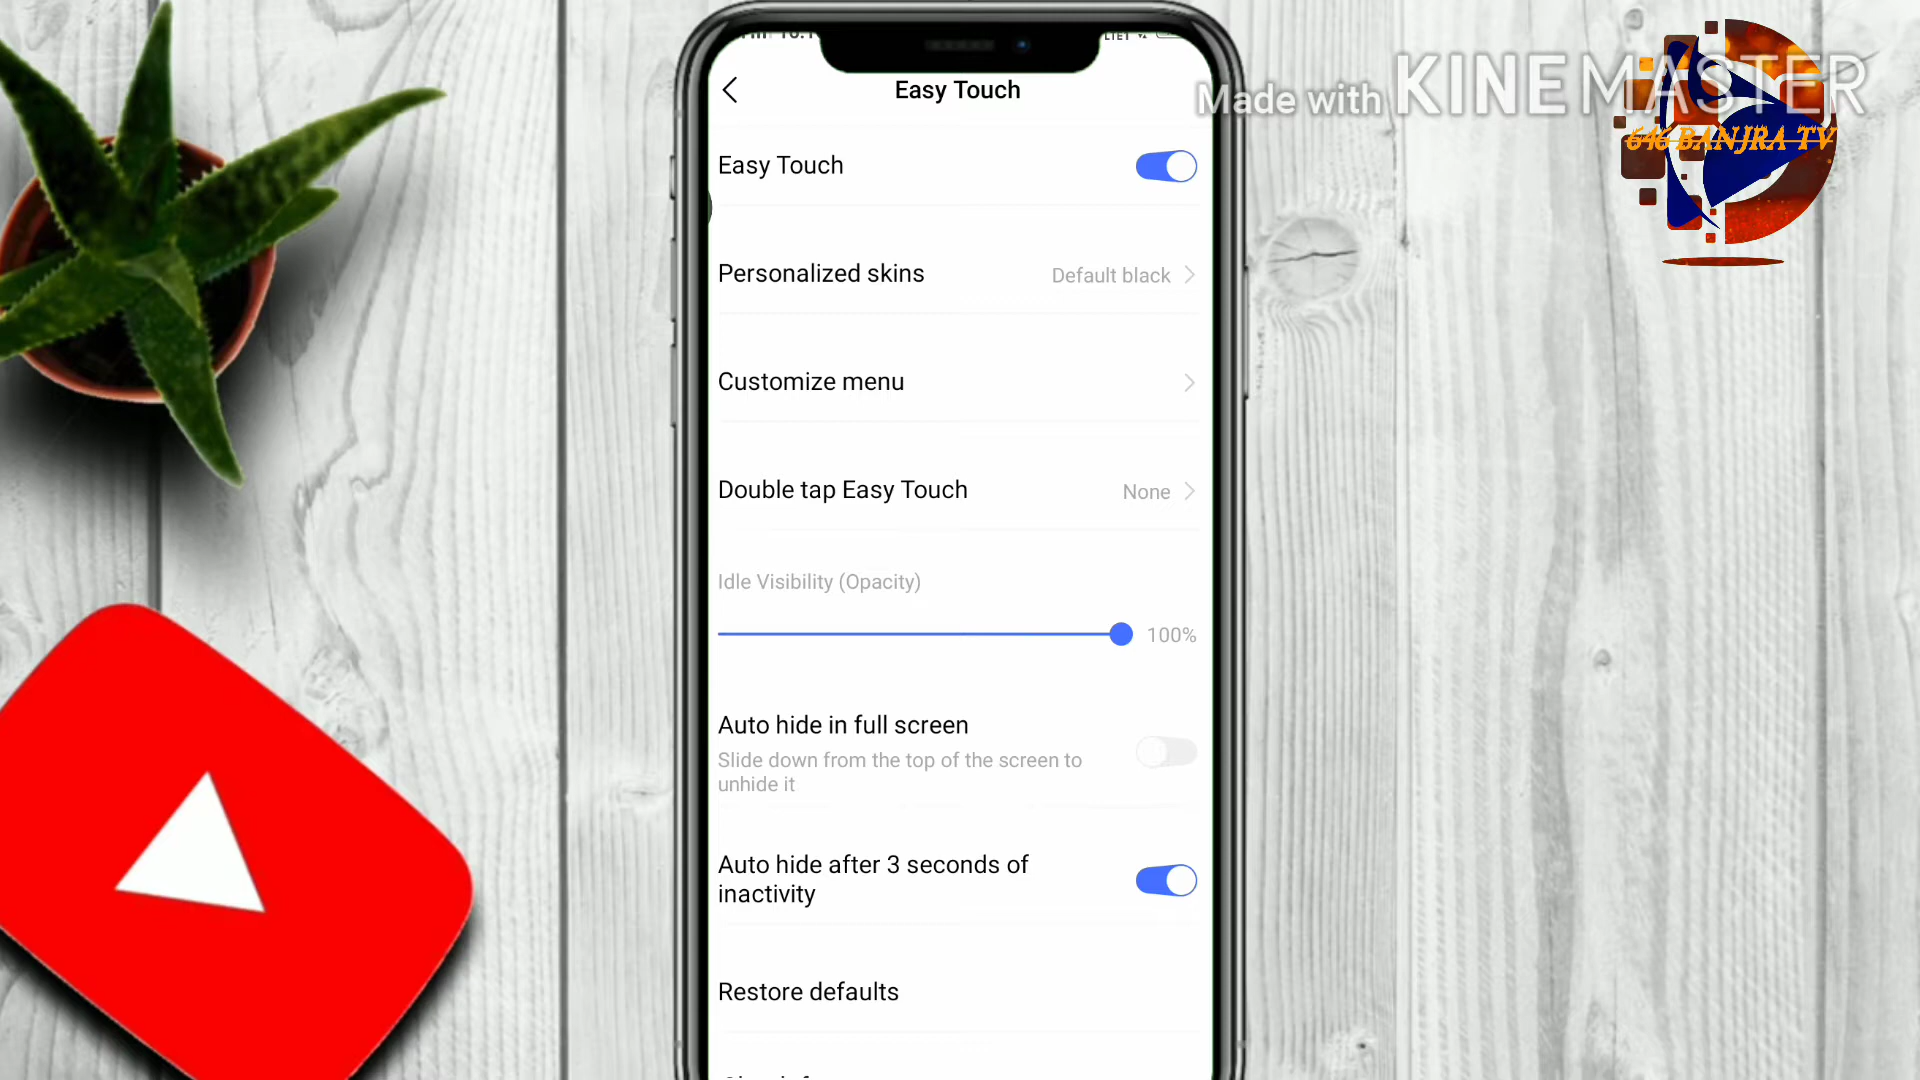 Easy Touch
Made with KINEMASTER
646 BANJRA TV
Easy Touch
Personalized skins Default black
Customize menu
Double tap Easy Touch None
Idle Visibility (Opacity)
100%
Auto hide in full screen
Slide down from the top of the screen to
unhide it
Auto hide after 3 seconds of
inactivity
Restore defaults